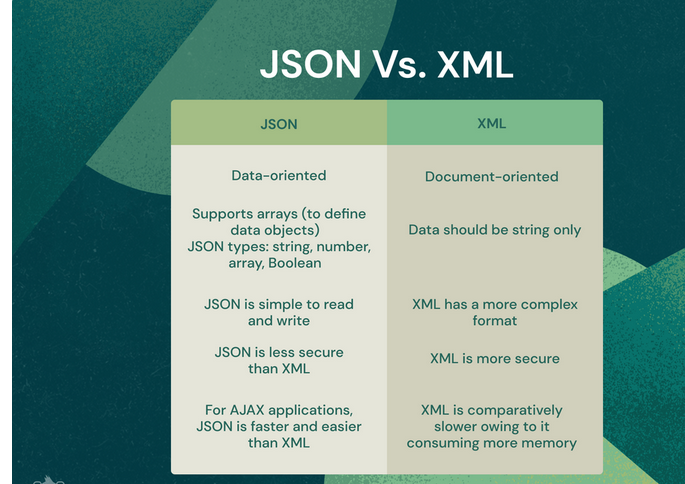 JSON Vs. XML
JSON
XML
Data-oriented
Document-oriented
Supports arrays (to define
data objects)
JSON types: string, number,
array, Boolean
Data should be string only
JSON is simple to read
and write
XML has a more complex
format
JSON is less secure
than XML
XML is more secure
For AJAX applications,
JSON is faster and easier
than XML
XML is comparatively
slower owing to it
consuming more memory